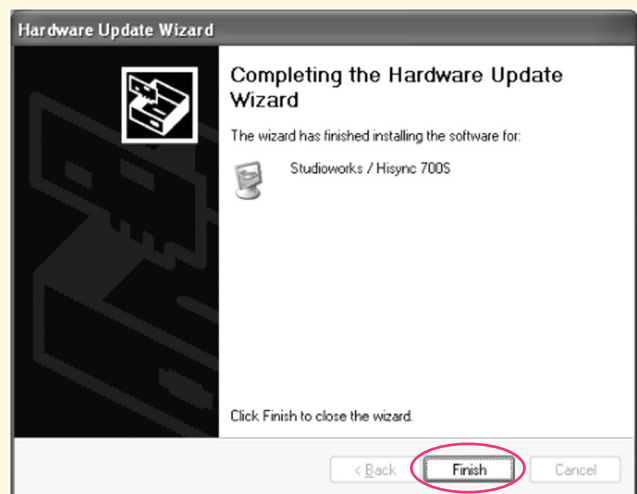 Hardware Update Wizard
Completing the Hardware Update
Wizard
The wizard has finished installing the software for:
Studioworks / Hisync 700S
Click Finish to close the wizard.
< Back Finish Cancel